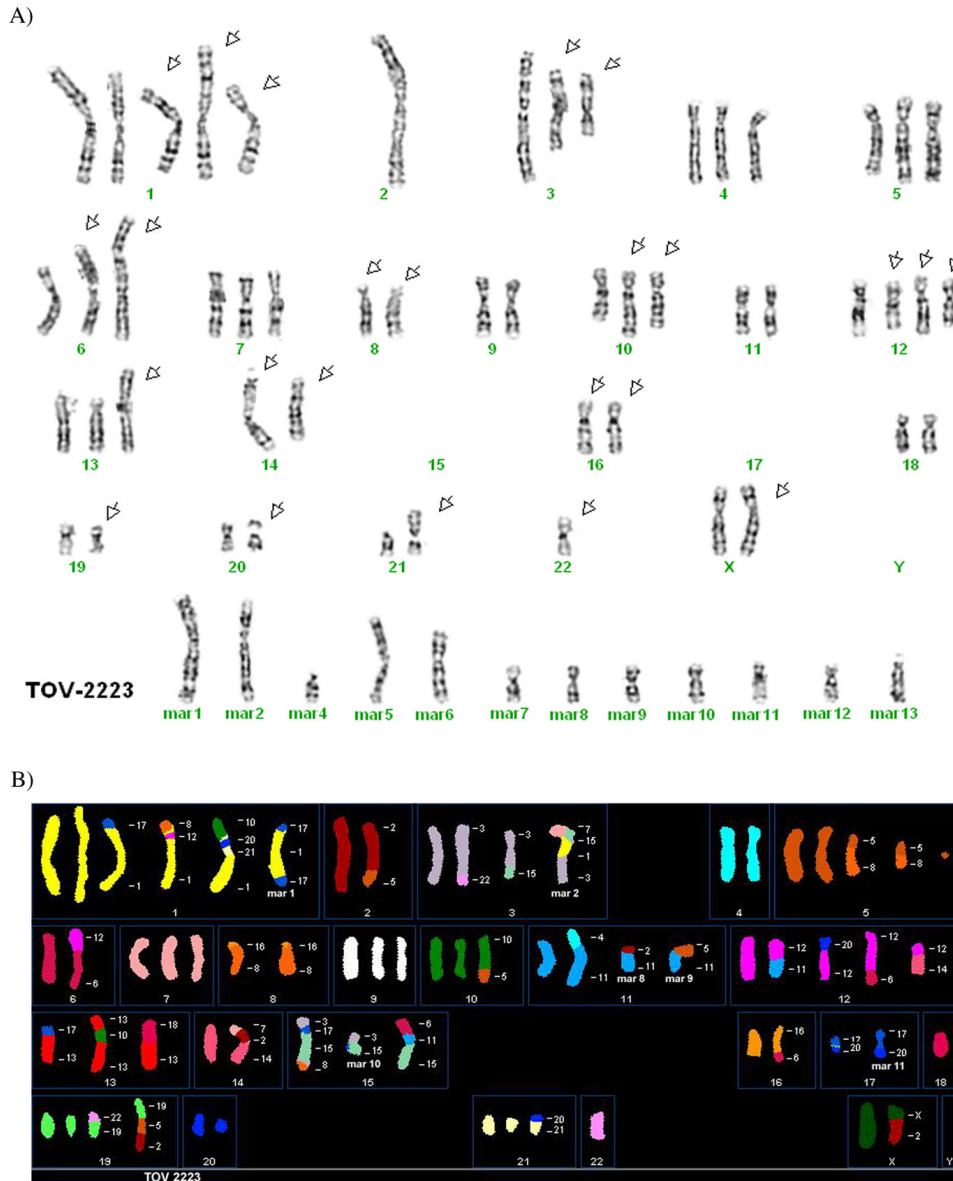 A)
1 2 3 4 5
6 7 8 9 10 11 12
13 14 15 16 17 18
19 20 21 22 X Y
TOV-2223
mar1 mar2 mar4 mar5 mar6 mar7 mar8 mar9 mar10 mar11 mar12 mar13
B)
-17 -8 -12 -10 -20 -21 -17 -2 -3 -7 -15 -1 -5 -8
-1 -1 -1 -17 -5 -22 -15 -3 -5 -8
mar 1 mar 2
1 2 3 4 5
-12 -16 -16 -10 -4 -2 -5 -12 -20 -12 -12
-6 -8 -8 -5 -11 -11 -11 -11 -12 -6 -14
mar 8 mar 9
6 7 8 9 10 11 12
-17 -13 -10 -18 -7 -2 -3 -17 -3 -6 -11 -16 -17 -20 -17
-13 -13 -13 -14 -15 -8 -15 -15 -6 -20
mar 10 mar 11
13 14 15 16 17 18
-22 -19 -19 -5 -2 -20 -21 -X -2
19 20 21 22 X Y
TOV 2223